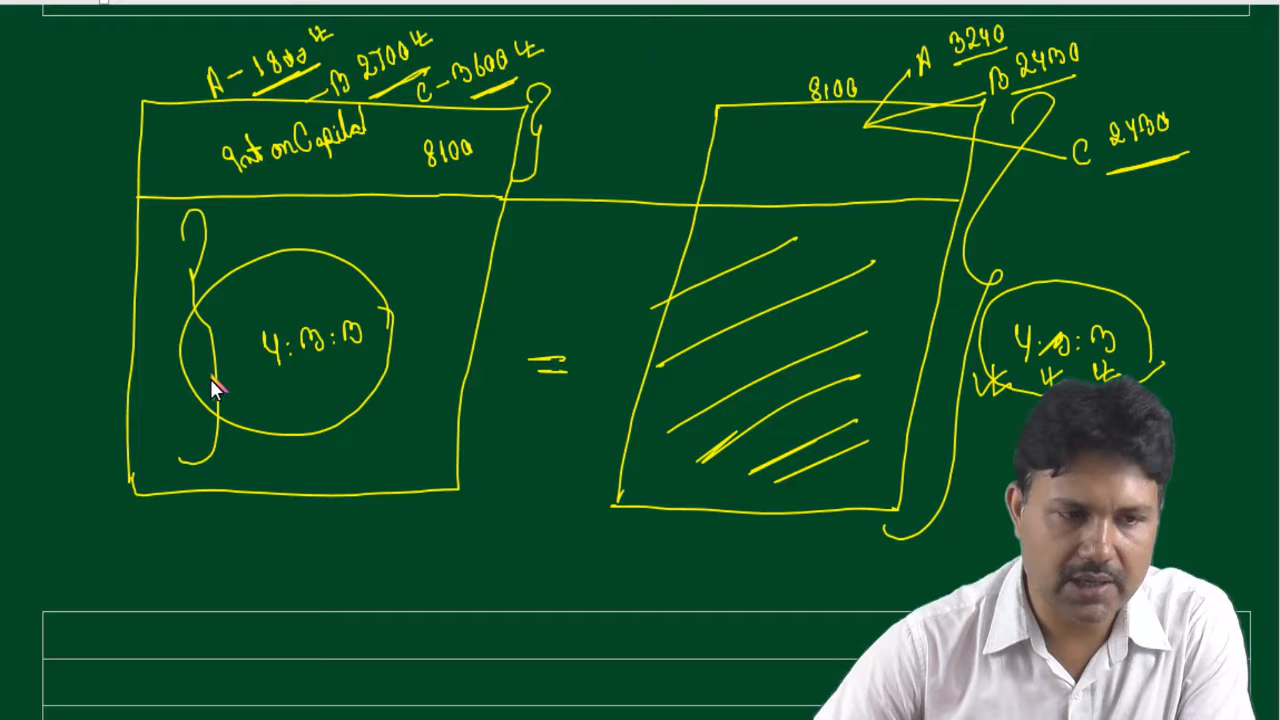 A - 1800 B 2700 C - 3600
Int on Capital 8100
4:3:3
=
8100 A 3240
B 2430
C 2430
4:3:3